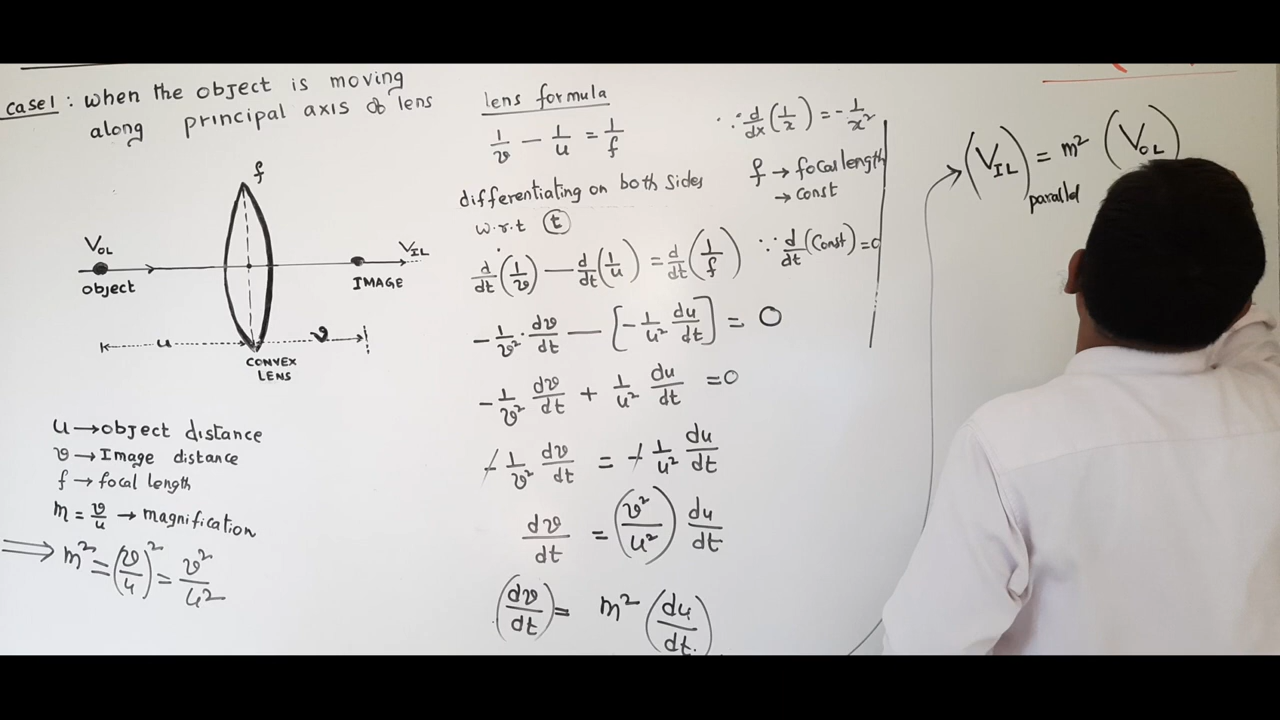 case1 : when the object is moving
along principal axis of lens
f
VOL
object
VIL
IMAGE
u
v
CONVEX
LENS
u → object distance
v → Image distance
f → focal length
m = v/u → magnification
⟹ m² = (v/u)² = v²/u²
lens formula
1/v − 1/u = 1/f
differentiating on both sides
w.r.t (t)
d/dt (1/v) − d/dt (1/u) = d/dt (1/f)
− 1/v² · dv/dt − [− 1/u² du/dt] = 0
− 1/v² dv/dt + 1/u² du/dt = 0
− 1/v² dv/dt = − 1/u² du/dt
dv/dt = (v²/u²) du/dt
(dv/dt) = m² (du/dt)
∵ d/dx (1/x) = − 1/x²
f → focal length
→ const
∵ d/dt (Const) = 0
(VIL) parallel = m² (VOL)